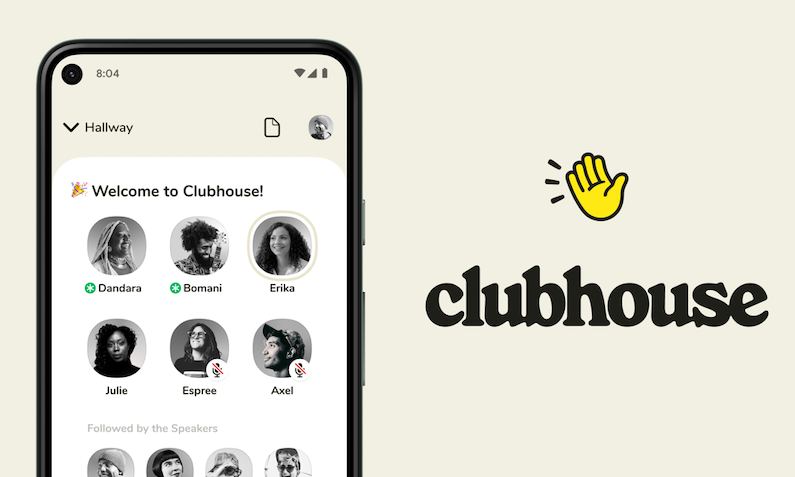 8:04
Hallway
Welcome to Clubhouse!
Dandara Bomani Erika
Julie Espree Axel
Followed by the Speakers
clubhouse